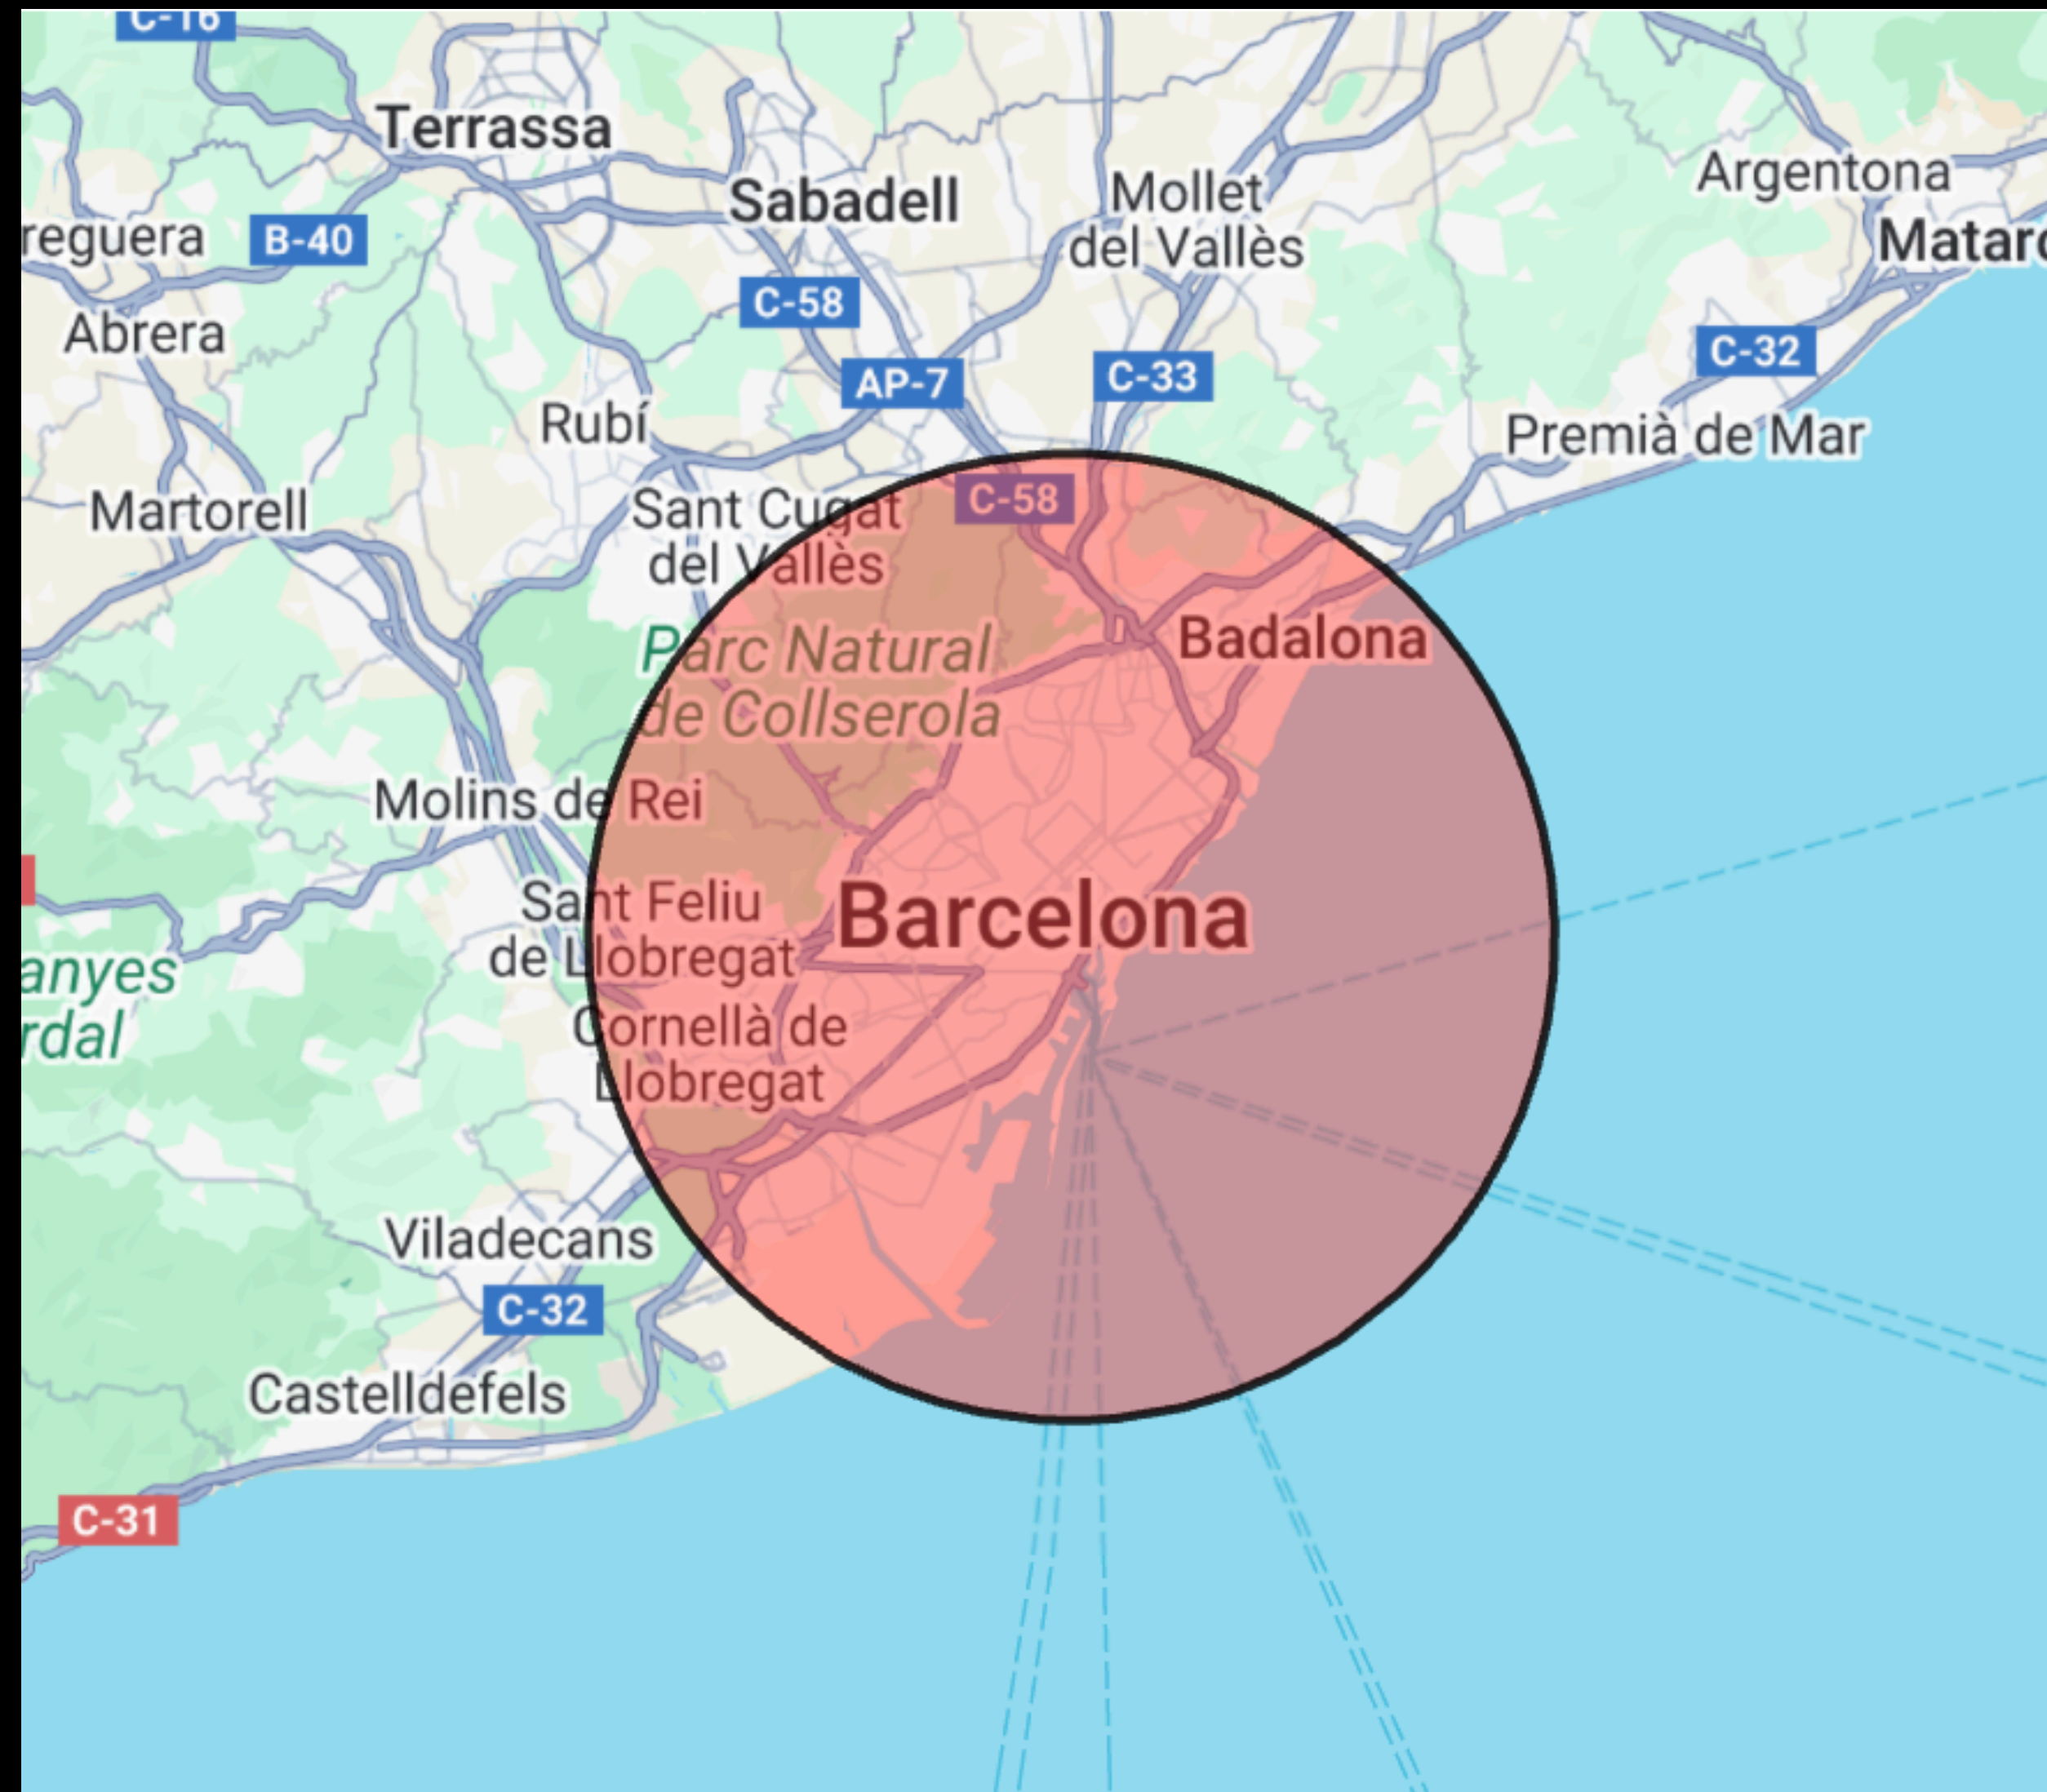 C-16
Terrassa
Sabadell
Mollet
del Vallès
Argentona
Mataró
reguera
B-40
C-58
Abrera
AP-7
C-33
C-32
Rubí
Premià de Mar
Martorell
Sant Cugat
del Vallès
C-58
Parc Natural
de Collserola
Badalona
Molins de Rei
Sant Feliu
de Llobregat
Barcelona
anyes
rdal
Cornellà de
Llobregat
Viladecans
C-32
Castelldefels
C-31